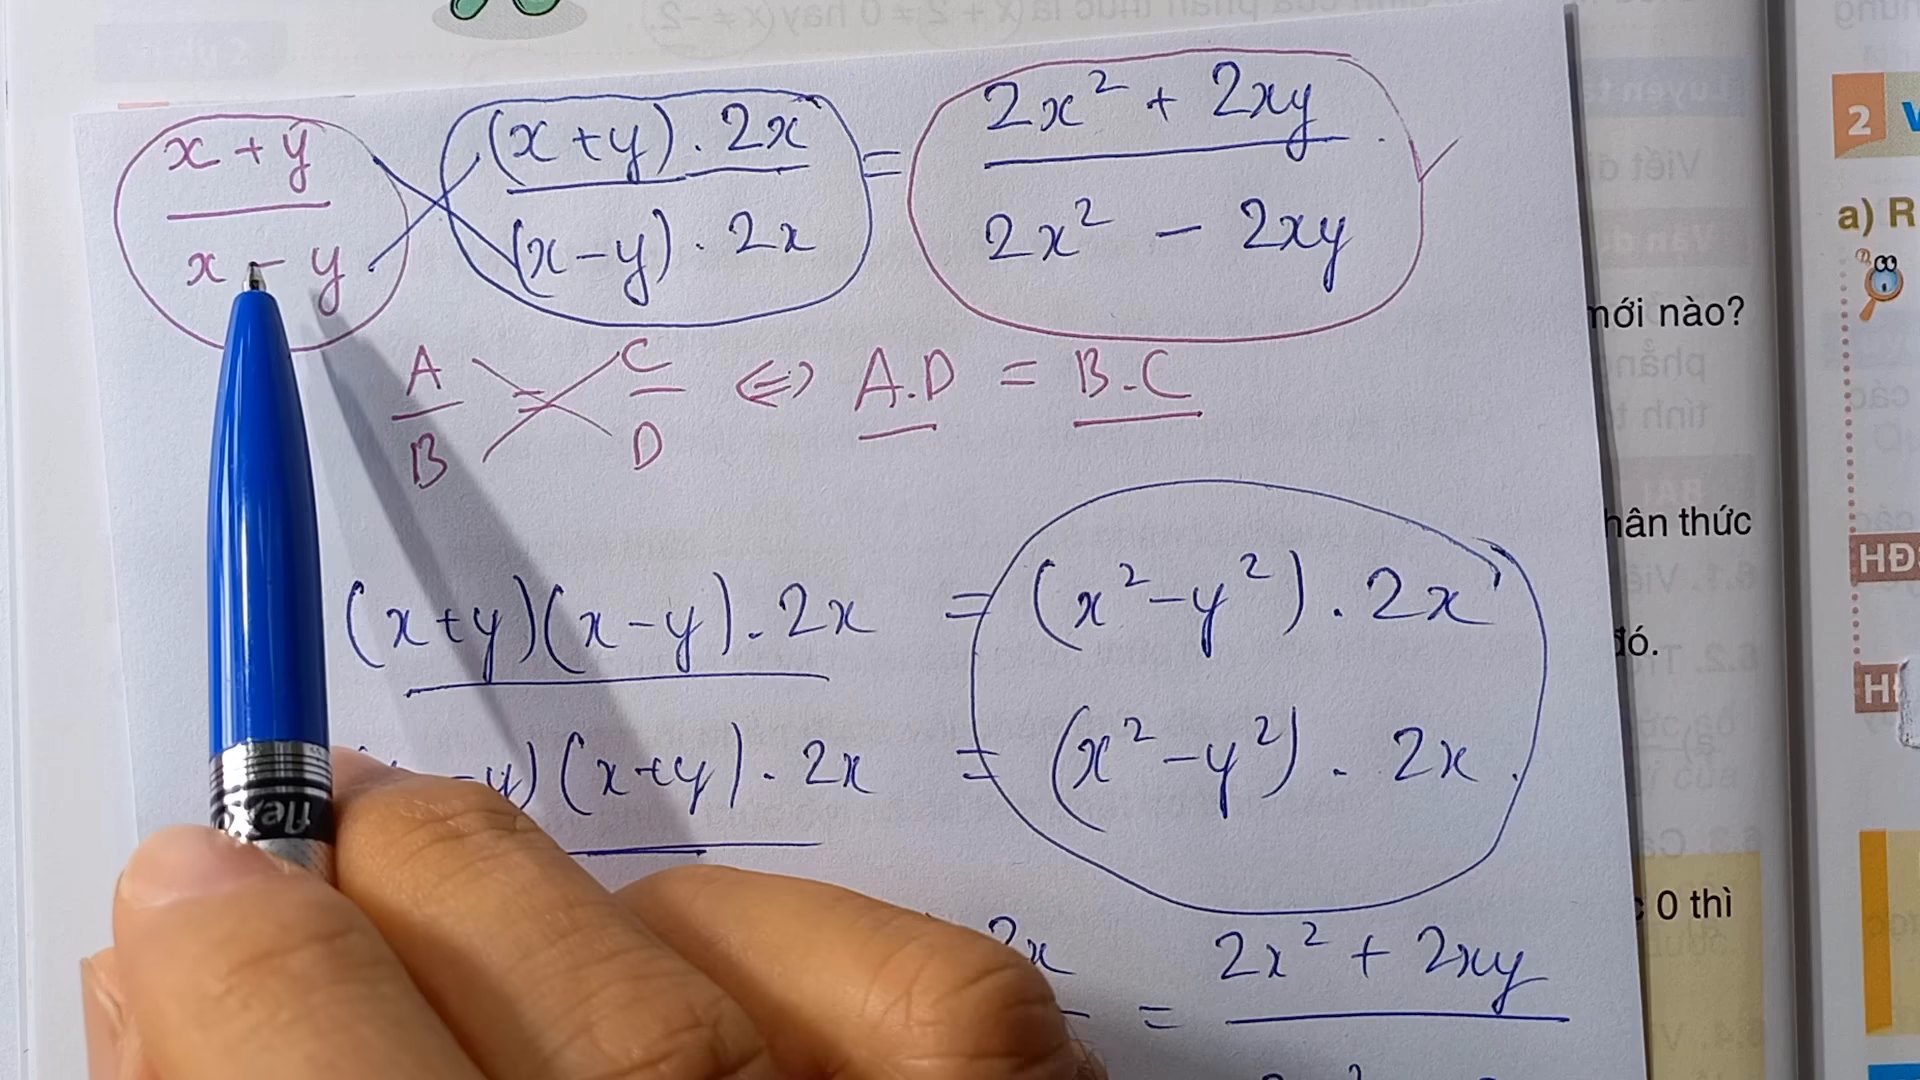 x + y / x - y
(x+y) . 2x / (x-y) . 2x = 2x² + 2xy / 2x² - 2xy
A / B = C / D ⇔ A.D = B.C
(x+y)(x-y) . 2x = (x²-y²) . 2x
-y)(x+y) . 2x = (x²-y²) . 2x.
2x = 2x² + 2xy
flex
mới nào?
hân thức
đó.
0 thì
2
a) R
HĐ